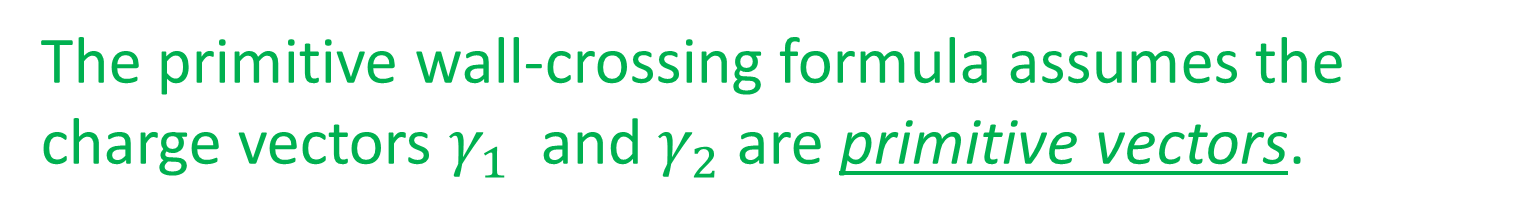 The primitive wall-crossing formula assumes the
charge vectors 𝛾₁ and 𝛾₂ are primitive vectors.